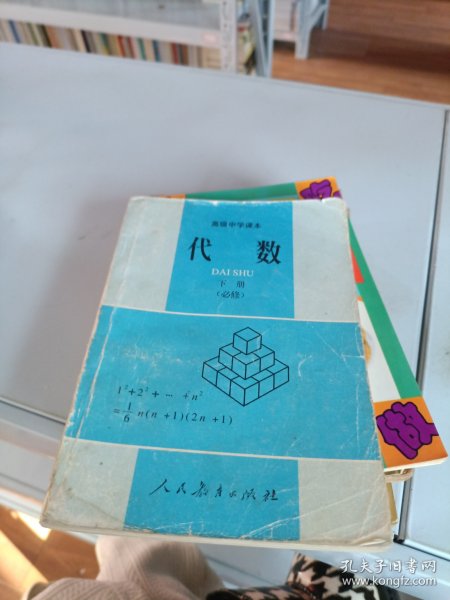 高级中学课本
代 数
DAI SHU
下 册
(必修)
1²+2²+ ··· +n²
=1/6 n(n+1)(2n+1)
人民教育出版社
孔夫子旧书网
www.kongfz.com